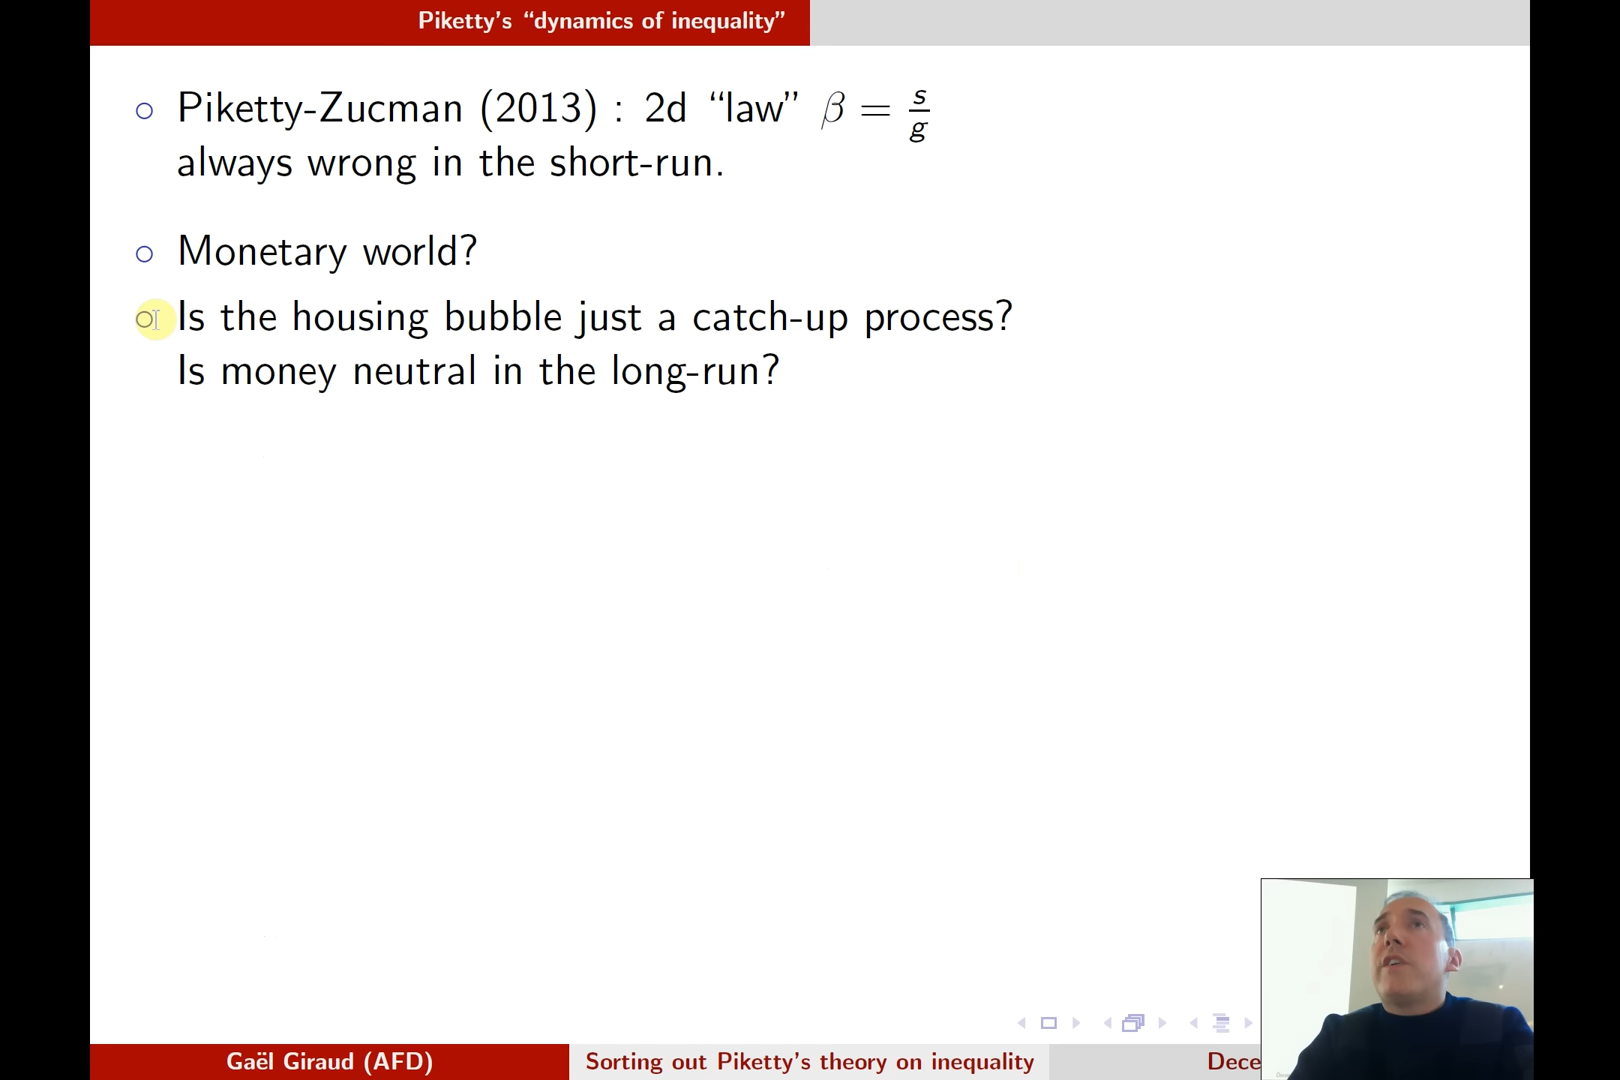 Piketty's “dynamics of inequality”
Piketty-Zucman (2013) : 2d “law” β = s/g
always wrong in the short-run.
Monetary world?
Is the housing bubble just a catch-up process?
Is money neutral in the long-run?
Gaël Giraud (AFD)
Sorting out Piketty's theory on inequality
Dece